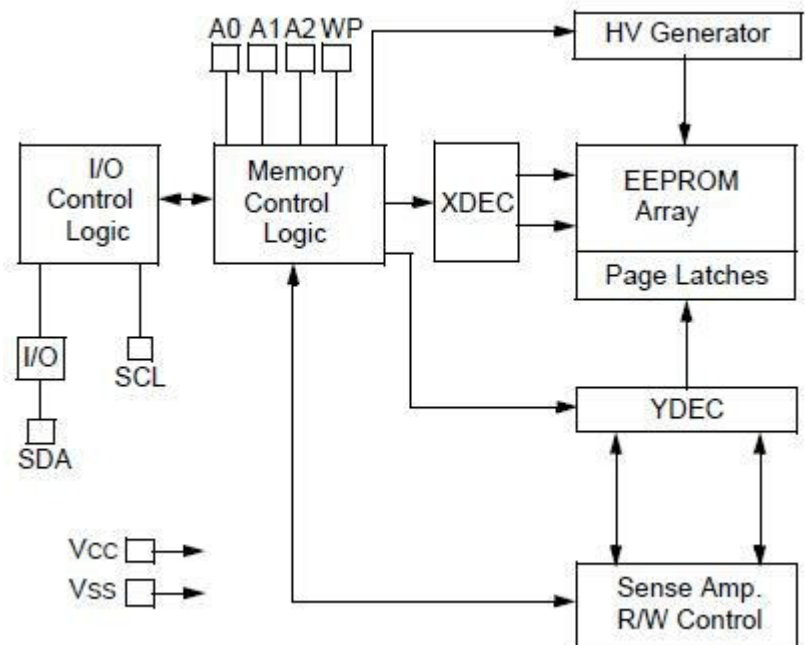 A0 A1 A2 WP
HV Generator
I/O
Control
Logic
Memory
Control
Logic
XDEC
EEPROM
Array
Page Latches
I/O
SCL
SDA
YDEC
Vcc
Vss
Sense Amp.
R/W Control